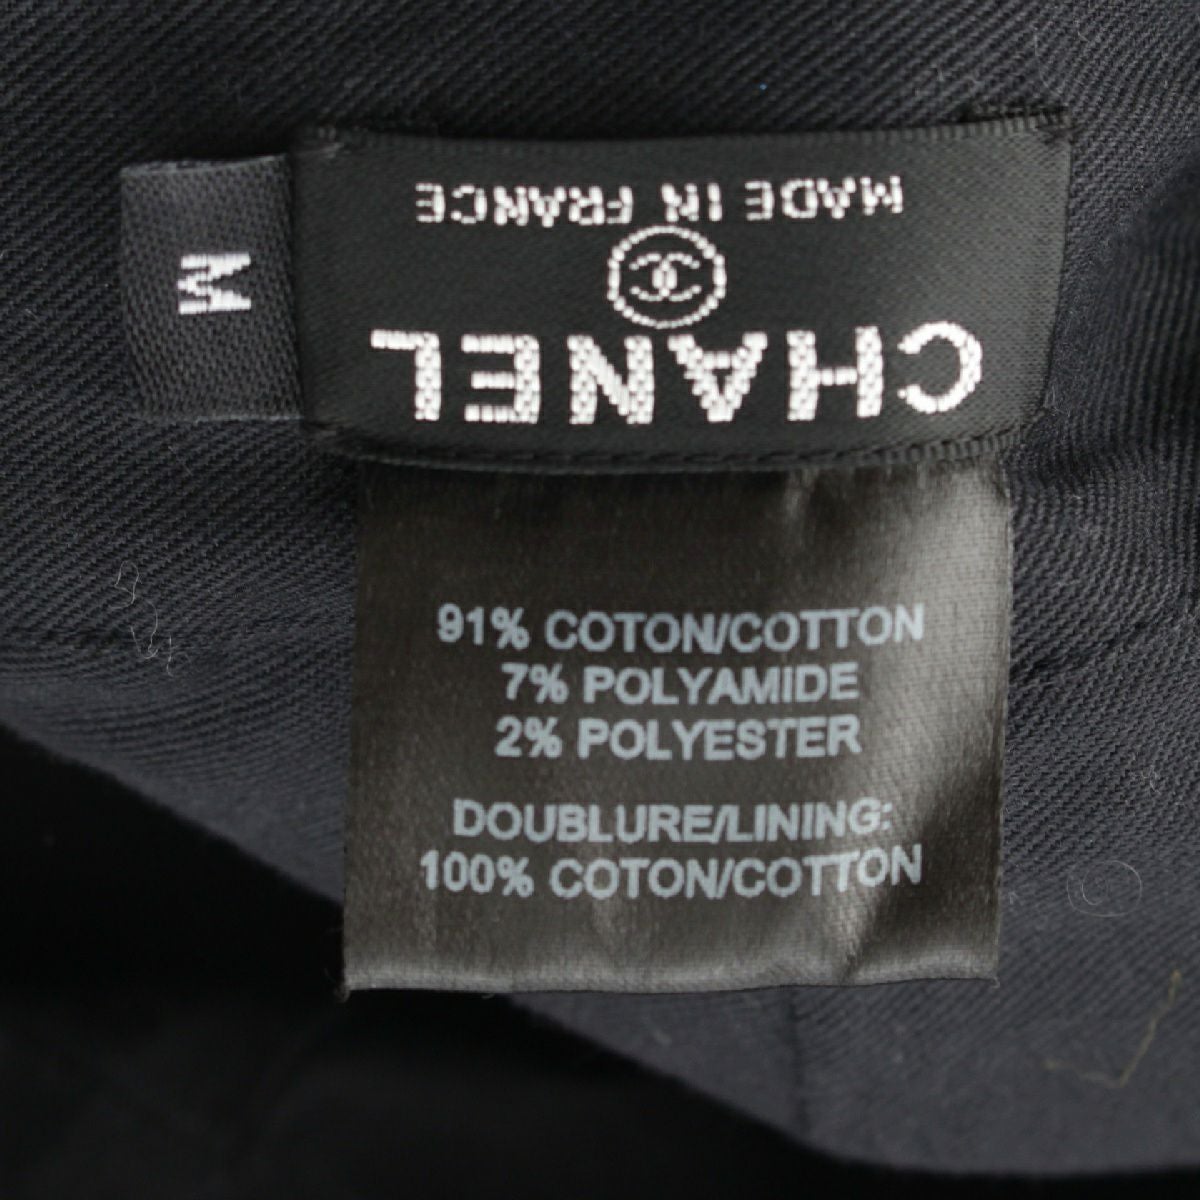 MADE IN FRANCE
CHANEL
M
91% COTON/COTTON
7% POLYAMIDE
2% POLYESTER
DOUBLURE/LINING:
100% COTON/COTTON